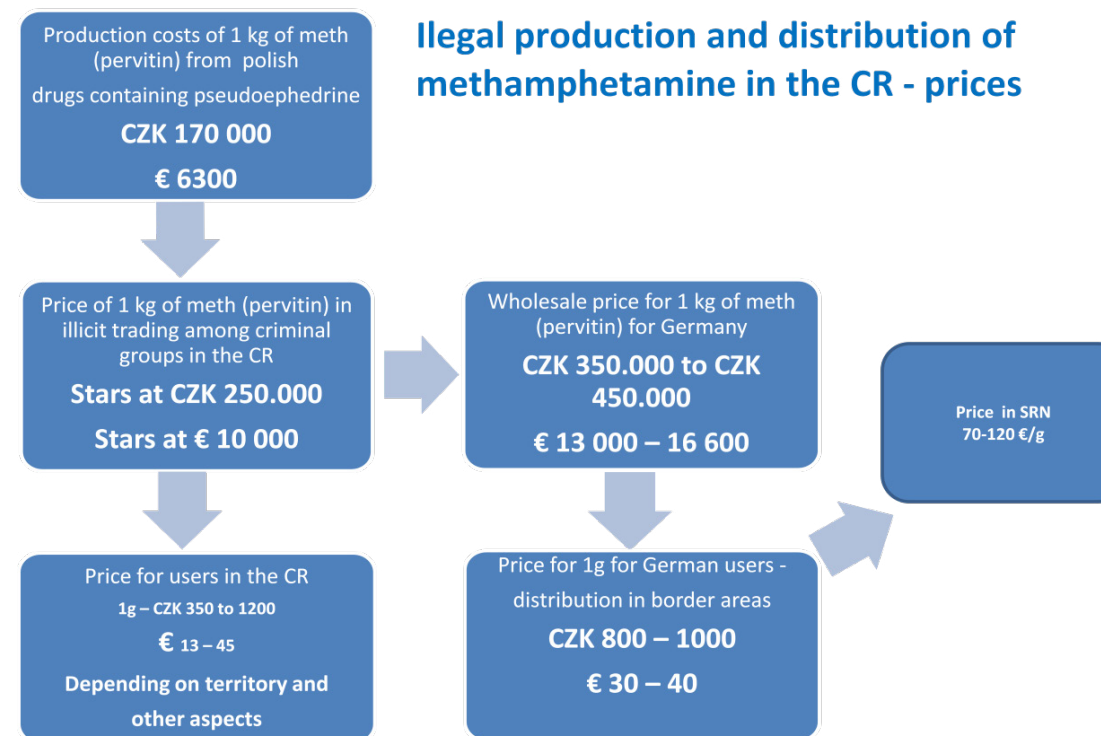 Ilegal production and distribution of
methamphetamine in the CR - prices
Production costs of 1 kg of meth
(pervitin) from polish
drugs containing pseudoephedrine
CZK 170 000
€ 6300
Price of 1 kg of meth (pervitin) in
illicit trading among criminal
groups in the CR
Stars at CZK 250.000
Stars at € 10 000
Wholesale price for 1 kg of meth
(pervitin) for Germany
CZK 350.000 to CZK
450.000
€ 13 000 – 16 600
Price in SRN
70-120 €/g
Price for users in the CR
1g – CZK 350 to 1200
€ 13 – 45
Depending on territory and
other aspects
Price for 1g for German users -
distribution in border areas
CZK 800 – 1000
€ 30 – 40